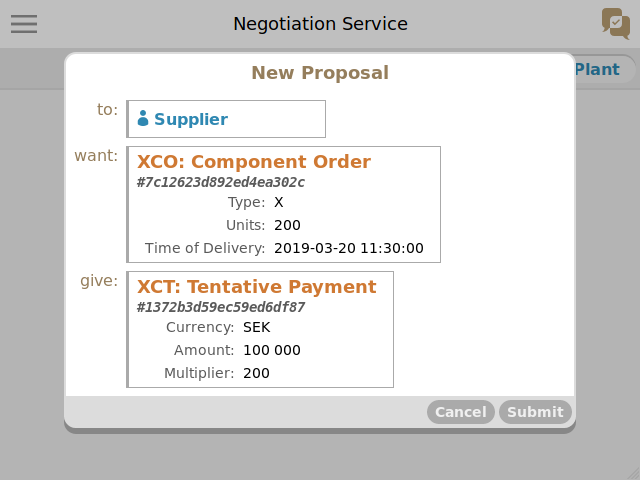 Negotiation Service
Plant
New Proposal
to: Supplier
want: XCO: Component Order
#7c12623d892ed4ea302c
Type: X
Units: 200
Time of Delivery: 2019-03-20 11:30:00
give: XCT: Tentative Payment
#1372b3d59ec59ed6df87
Currency: SEK
Amount: 100 000
Multiplier: 200
Cancel Submit